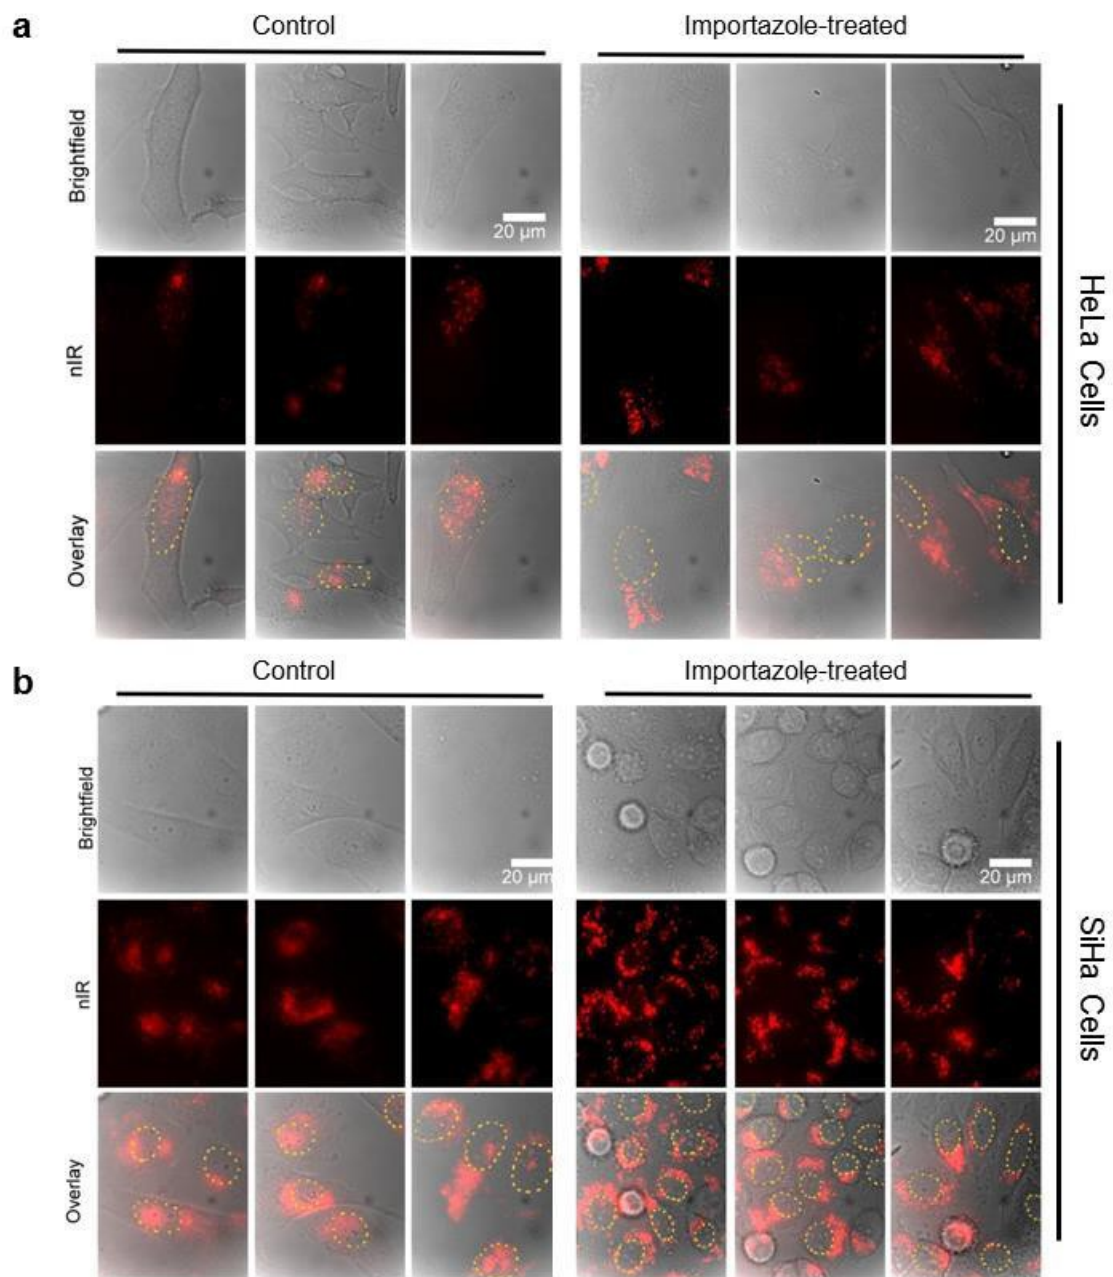 a
Control
Importazole-treated
Brightfield
20 µm
20 µm
nIR
Overlay
HeLa Cells
b
Control
Importazole-treated
Brightfield
20 µm
20 µm
nIR
Overlay
SiHa Cells